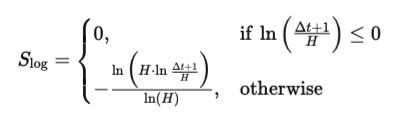 S_log = { 0, if ln ( (Δt+1)/H ) ≤ 0
− ln ( H·ln (Δt+1)/H ) / ln(H), otherwise